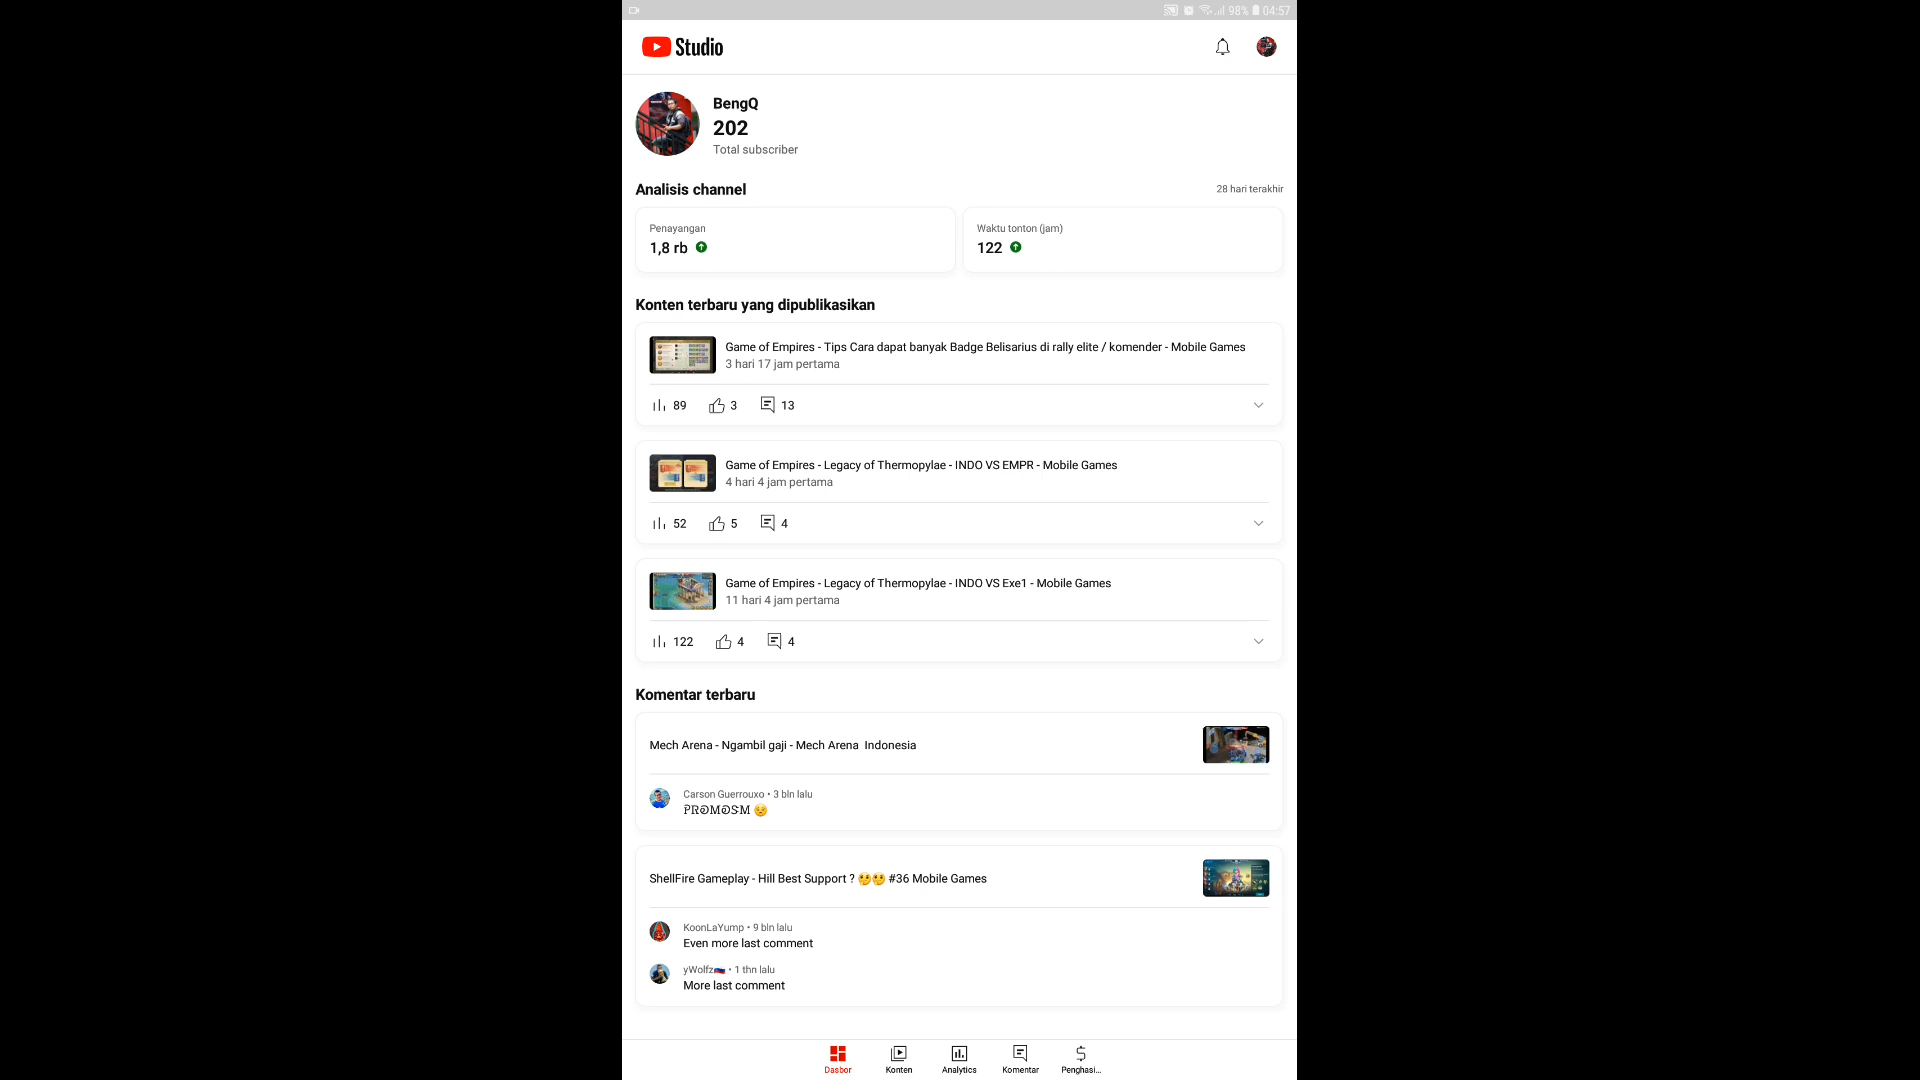 98% 04:57
Studio
BengQ
202
Total subscriber
Analisis channel
28 hari terakhir
Penayangan
1,8 rb
Waktu tonton (jam)
122
Konten terbaru yang dipublikasikan
Game of Empires - Tips Cara dapat banyak Badge Belisarius di rally elite / komender - Mobile Games
3 hari 17 jam pertama
89 3 13
Game of Empires - Legacy of Thermopylae - INDO VS EMPR - Mobile Games
4 hari 4 jam pertama
52 5 4
Game of Empires - Legacy of Thermopylae - INDO VS Exe1 - Mobile Games
11 hari 4 jam pertama
122 4 4
Komentar terbaru
Mech Arena - Ngambil gaji - Mech Arena  Indonesia
Carson Guerrouxo • 3 bln lalu
ShellFire Gameplay - Hill Best Support ? 🤔🤔 #36 Mobile Games
KoonLaYump • 9 bln lalu
Even more last comment
yWolfz🇷🇺 • 1 thn lalu
More last comment
Dasbor Konten Analytics Komentar Penghasi...